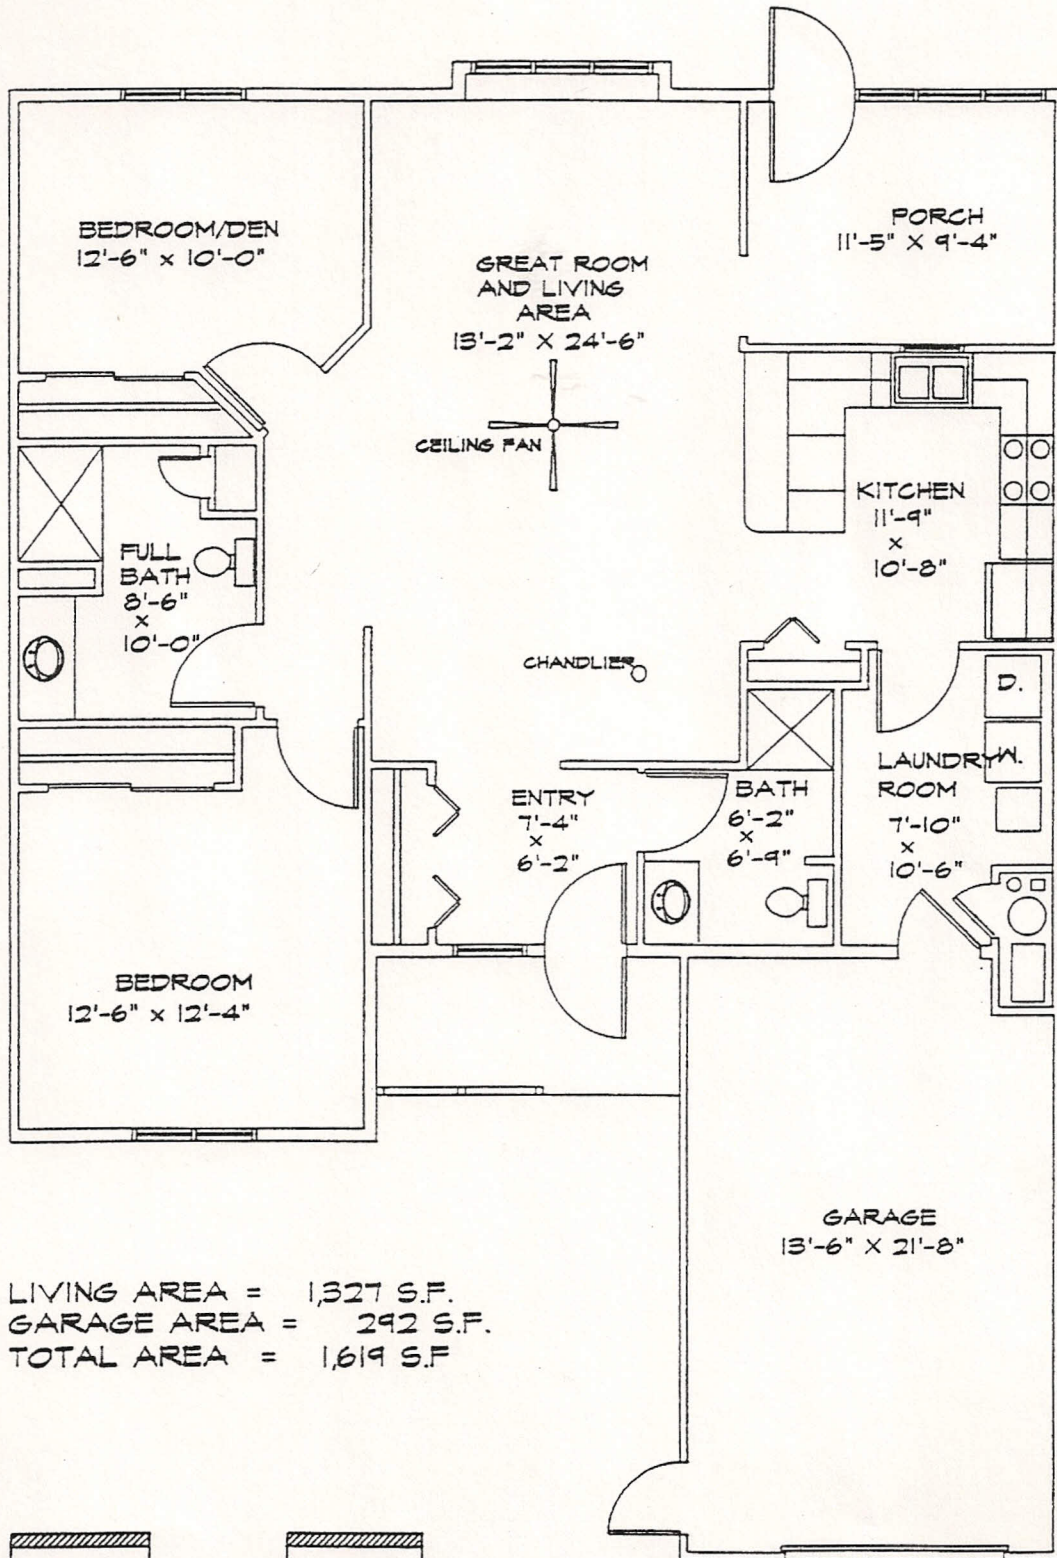 BEDROOM/DEN
12'-6" x 10'-0"
GREAT ROOM
AND LIVING
AREA
13'-2" X 24'-6"
PORCH
11'-5" X 9'-4"
CEILING FAN
KITCHEN
11'-9"
x
10'-8"
FULL
BATH
8'-6"
x
10'-0"
CHANDLIER
D.
W.
LAUNDRY
ROOM
7'-10"
x
10'-6"
ENTRY
7'-4"
x
6'-2"
BATH
6'-2"
x
6'-9"
BEDROOM
12'-6" x 12'-4"
GARAGE
13'-6" X 21'-8"
LIVING AREA = 1,327 S.F.
GARAGE AREA = 292 S.F.
TOTAL AREA = 1,619 S.F